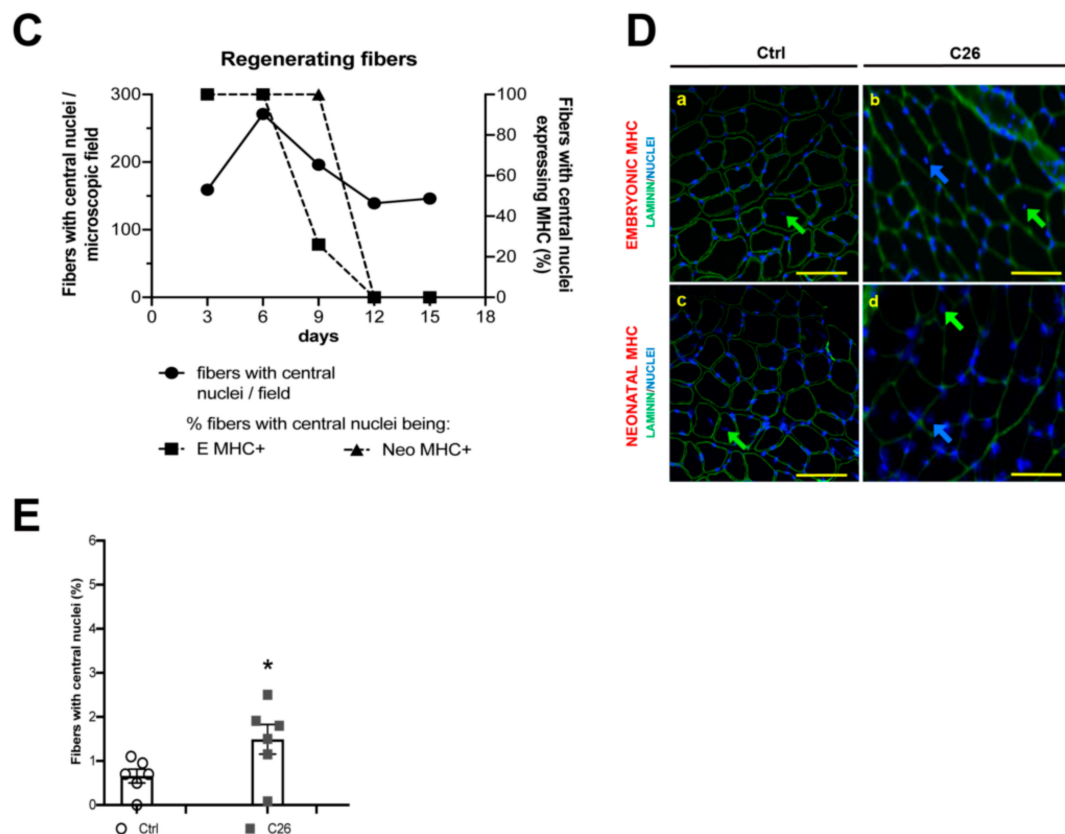 C
Regenerating fibers
Fibers with central nuclei /
microscopic field
300
200
100
0
100
80
60
40
20
0
Fibers with central nuclei
expressing MHC (%)
0 3 6 9 12 15 18
days
fibers with central
nuclei / field
% fibers with central nuclei being:
E MHC+ Neo MHC+
D
Ctrl C26
EMBRYONIC MHC
LAMININ/NUCLEI
a b
NEONATAL MHC
LAMININ/NUCLEI
c d
E
Fibers with central nuclei (%)
6
5
4
3
2
1
0
*
Ctrl C26